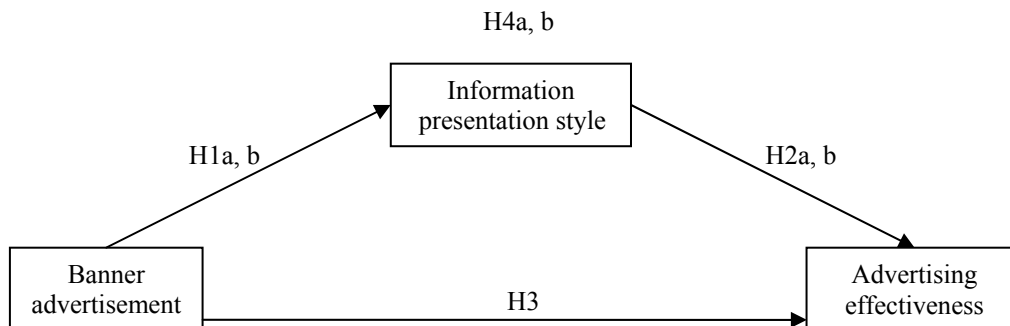 H4a, b
Information
presentation style
H1a, b
H2a, b
Banner
advertisement
H3
Advertising
effectiveness